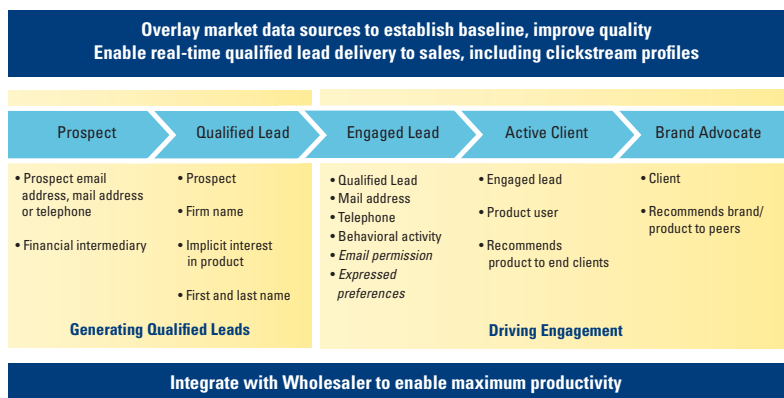 Overlay market data sources to establish baseline, improve quality
Enable real-time qualified lead delivery to sales, including clickstream profiles
Prospect
Qualified Lead
Engaged Lead
Active Client
Brand Advocate
• Prospect email
address, mail address
or telephone
• Financial intermediary
• Prospect
• Firm name
• Implicit interest
in product
• First and last name
• Qualified Lead
• Mail address
• Telephone
• Behavioral activity
• Email permission
• Expressed
preferences
• Engaged lead
• Product user
• Recommends
product to end clients
• Client
• Recommends brand/
product to peers
Generating Qualified Leads
Driving Engagement
Integrate with Wholesaler to enable maximum productivity